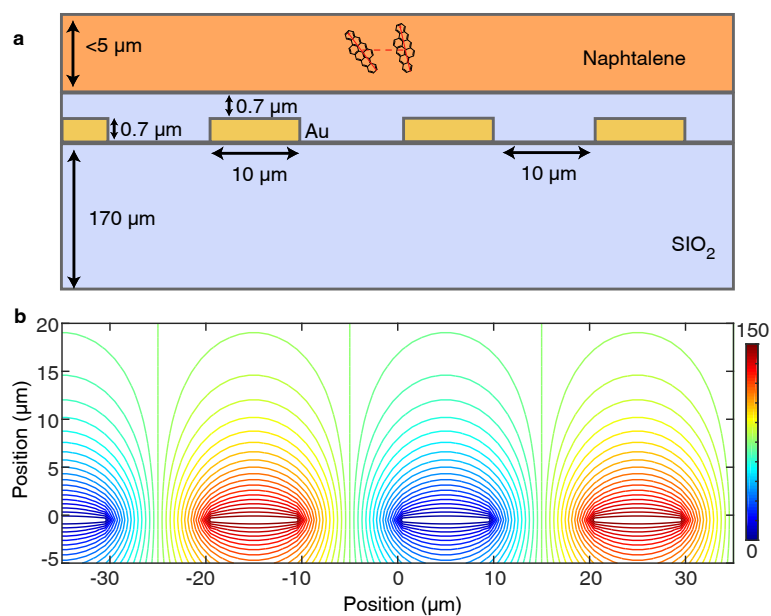 a
<5 µm
Naphtalene
0.7 µm
0.7 µm
Au
10 µm
10 µm
170 µm
SIO2
b
20
15
10
5
0
-5
Position (µm)
-30
-20
-10
0
10
20
30
Position (µm)
150
0